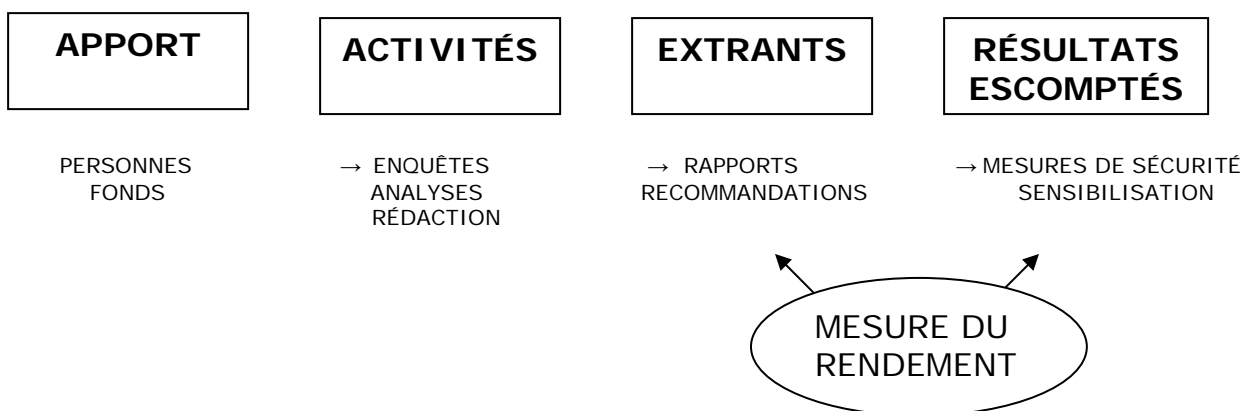 APPORT
ACTIVITÉS
EXTRANTS
RÉSULTATS
ESCOMPTÉS
PERSONNES
FONDS
→ ENQUÊTES
ANALYSES
RÉDACTION
→ RAPPORTS
RECOMMANDATIONS
→ MESURES DE SÉCURITÉ
SENSIBILISATION
MESURE DU
RENDEMENT